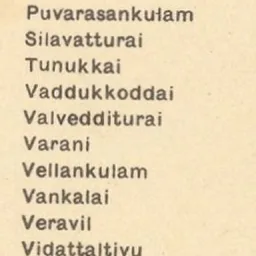 Puvarasankulam
Silavatturai
Tunukkai
Vaddukkoddai
Valvedditurai
Varani
Vellankulam
Vankalai
Veravil
Vidattaltivu